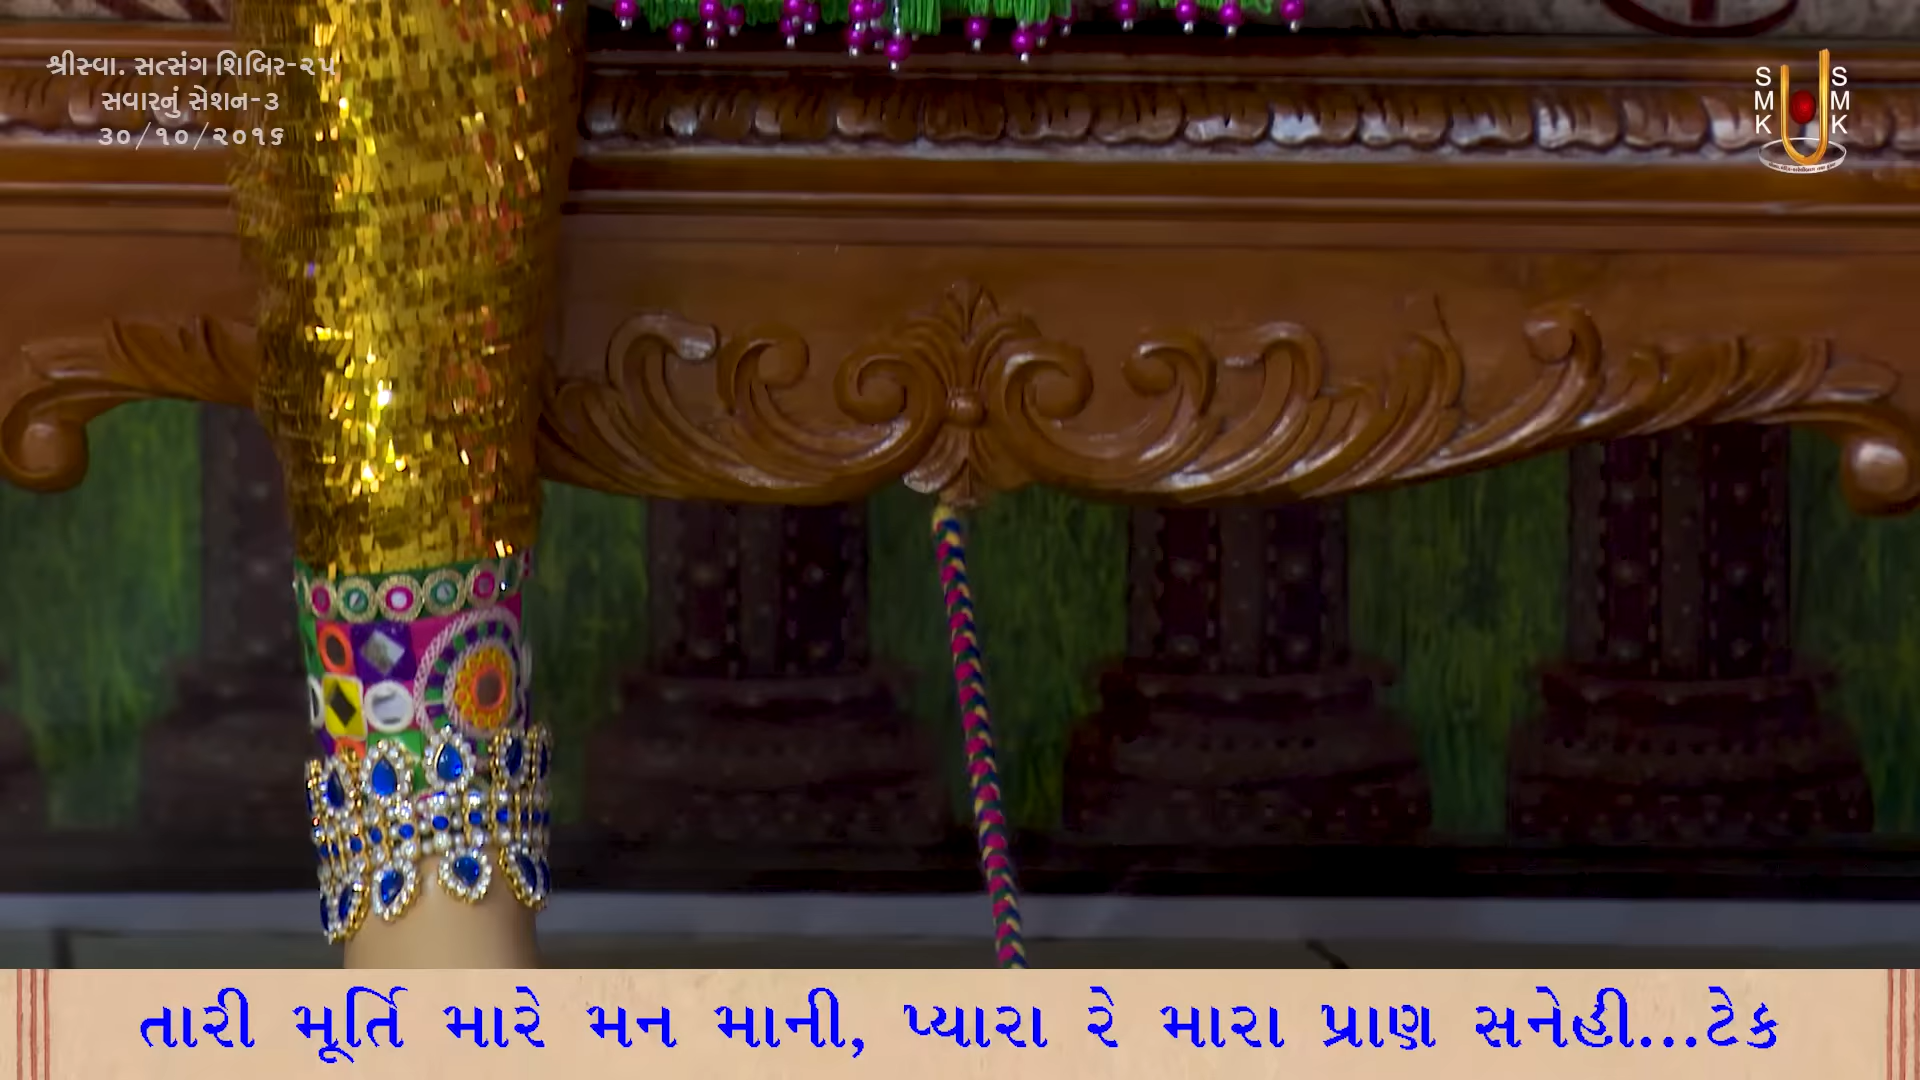 શ્રીસ્વા. સત્સંગ શિબિર-૨૫
સવારનું સેશન-૩
૩૦/૧૦/૨૦૧૬
S S
M M
K K
તારી મૂર્તિ મારે મન માની, પ્યારા રે મારા પ્રાણ સનેહી...ટેક